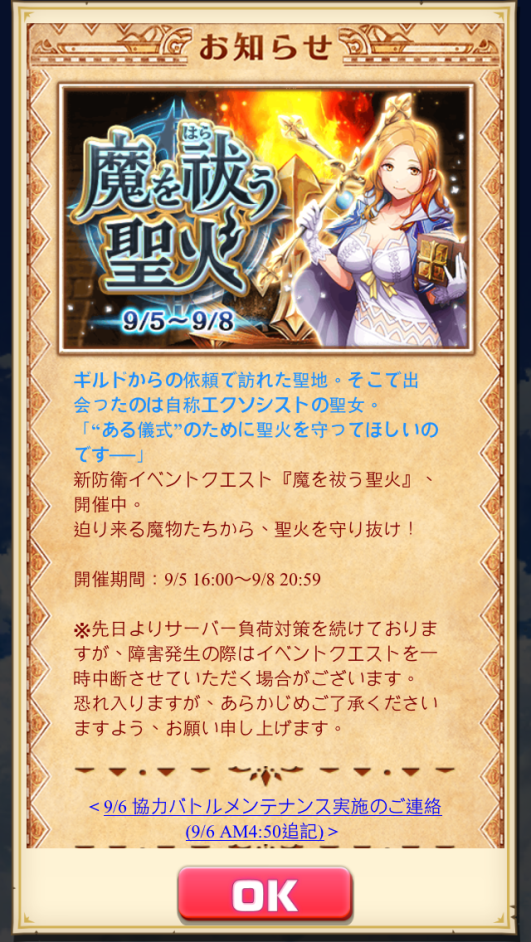 お知らせ
はら
魔を祓う
聖火
9/5～9/8
ギルドからの依頼で訪れた聖地。そこで出
会ったのは自称エクソシストの聖女。
「“ある儀式”のために聖火を守ってほしいの
です──」
新防衛イベントクエスト『魔を祓う聖火』、
開催中。
迫り来る魔物たちから、聖火を守り抜け！
開催期間：9/5 16:00～9/8 20:59
※先日よりサーバー負荷対策を続けておりま
すが、障害発生の際はイベントクエストを一
時中断させていただく場合がございます。
恐れ入りますが、あらかじめご了承ください
ますよう、お願い申し上げます。
＜9/6 協力バトルメンテナンス実施のご連絡
(9/6 AM4:50追記)＞
OK